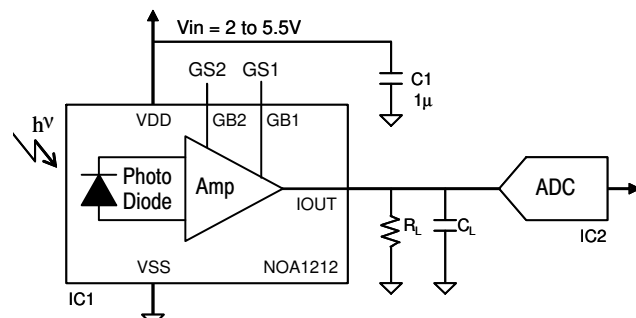 Vin = 2 to 5.5V
GS2 GS1
C1
1µ
VDD GB2 GB1
hν
Photo
Diode
Amp
ADC
IOUT
RL CL
IC2
VSS NOA1212
IC1